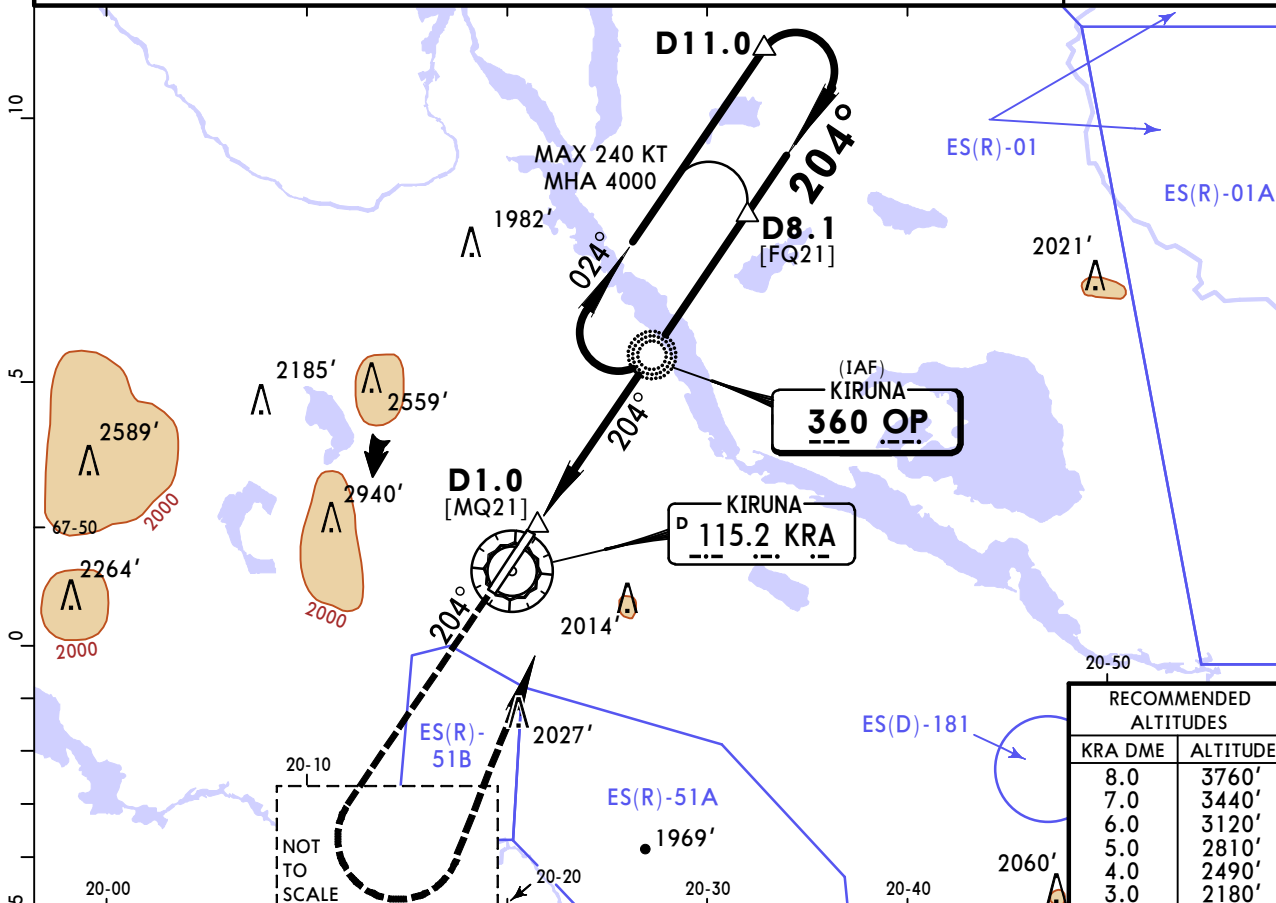 D11.0
10
204°
MAX 240 KT
MHA 4000
ES(R)-01
ES(R)-01A
1982'
D8.1
[FQ21]
2021'
024°
5
2185'
2559'
(IAF)
KIRUNA
360 OP
204°
2589'
2940'
D1.0
[MQ21]
2000
67-50
KIRUNA
D 115.2 KRA
2264'
2000
204°
2014'
0
2000
20-50
RECOMMENDED
ALTITUDES
KRA DME ALTITUDE
8.0 3760'
7.0 3440'
6.0 3120'
5.0 2810'
4.0 2490'
3.0 2180'
ES(R)-
51B
2027'
ES(D)-181
20-10
ES(R)-51A
1969'
NOT
TO
SCALE
2060'
5
20-00
20-20
20-30
20-40